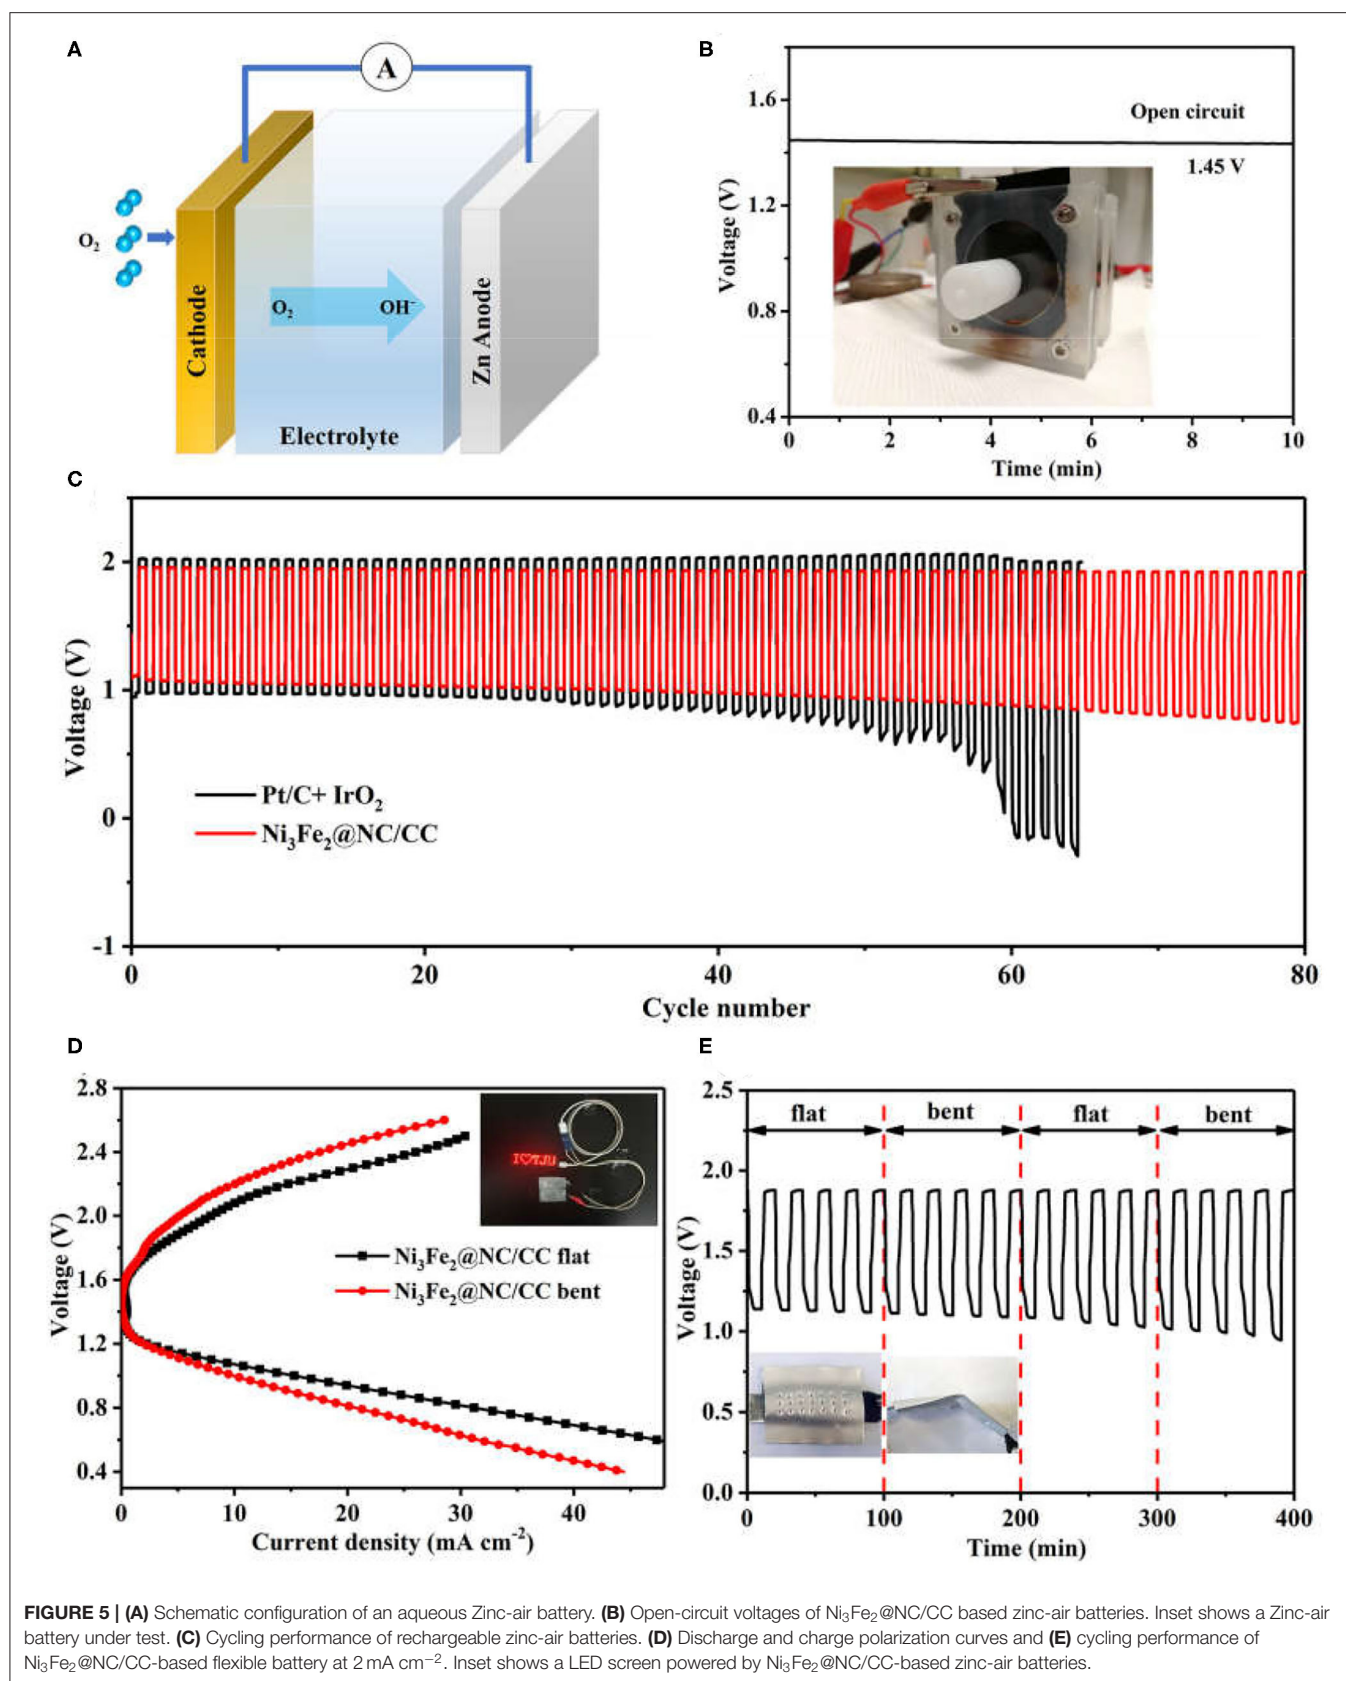 A
A
O2
Cathode
O2
OH-
Zn Anode
Electrolyte
B
Voltage (V)
1.6
1.2
0.8
0.4
Open circuit
1.45 V
0 2 4 6 8 10
Time (min)
C
Voltage (V)
2
1
0
-1
Pt/C+ IrO2
Ni3Fe2@NC/CC
0 20 40 60 80
Cycle number
D
Voltage (V)
2.8
2.4
2.0
1.6
1.2
0.8
0.4
I♡TJU
Ni3Fe2@NC/CC flat
Ni3Fe2@NC/CC bent
0 10 20 30 40
Current density (mA cm-2)
E
Voltage (V)
2.5
2.0
1.5
1.0
0.5
0.0
flat bent flat bent
0 100 200 300 400
Time (min)
FIGURE 5 | (A) Schematic configuration of an aqueous Zinc-air battery. (B) Open-circuit voltages of Ni3Fe2@NC/CC based zinc-air batteries. Inset shows a Zinc-air
battery under test. (C) Cycling performance of rechargeable zinc-air batteries. (D) Discharge and charge polarization curves and (E) cycling performance of
Ni3Fe2@NC/CC-based flexible battery at 2 mA cm−2. Inset shows a LED screen powered by Ni3Fe2@NC/CC-based zinc-air batteries.